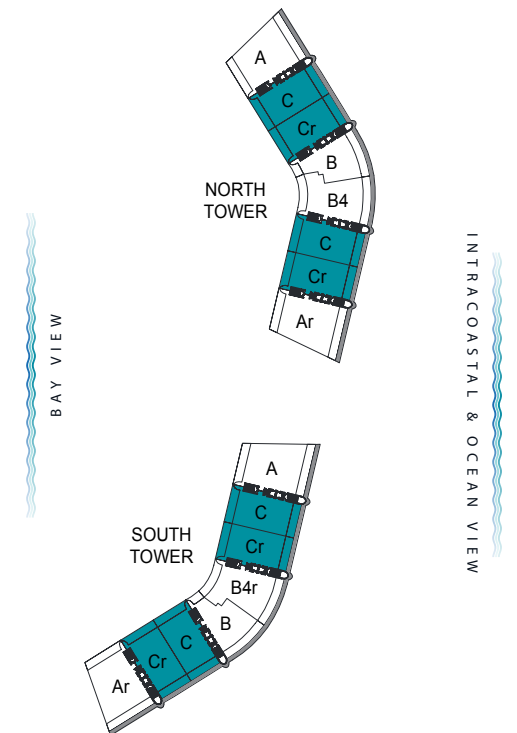 A
C
Cr
B
NORTH
TOWER
B4
C
Cr
Ar
BAY VIEW
INTRACOASTAL & OCEAN VIEW
A
C
SOUTH
TOWER
Cr
B4r
B
C
Cr
Ar